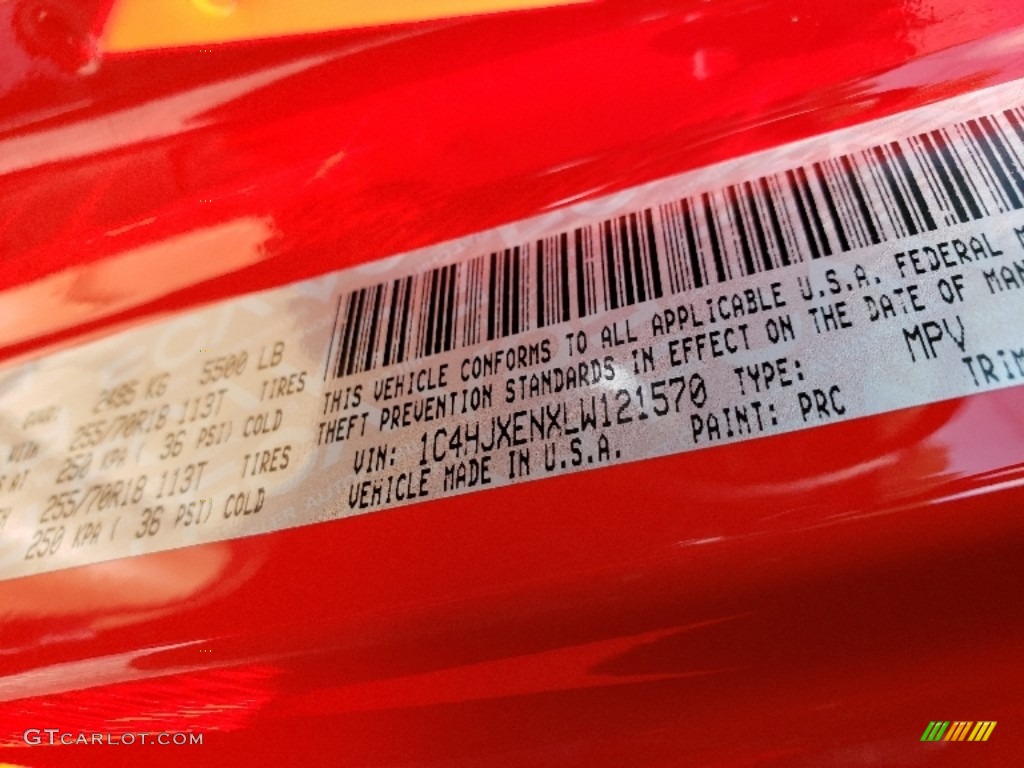 2495 KG 5500 LB
255/70R18 113T TIRES
250 KPA ( 36 PSI) COLD
255/70R18 113T TIRES
250 KPA ( 36 PSI) COLD
THIS VEHICLE CONFORMS TO ALL APPLICABLE U.S.A. FEDERAL M
THEFT PREVENTION STANDARDS IN EFFECT ON THE DATE OF MAN
VIN: 1C4HJXENXLW121570 TYPE: MPV
VEHICLE MADE IN U.S.A. PAINT: PRC TRIM
GTCARLOT.COM